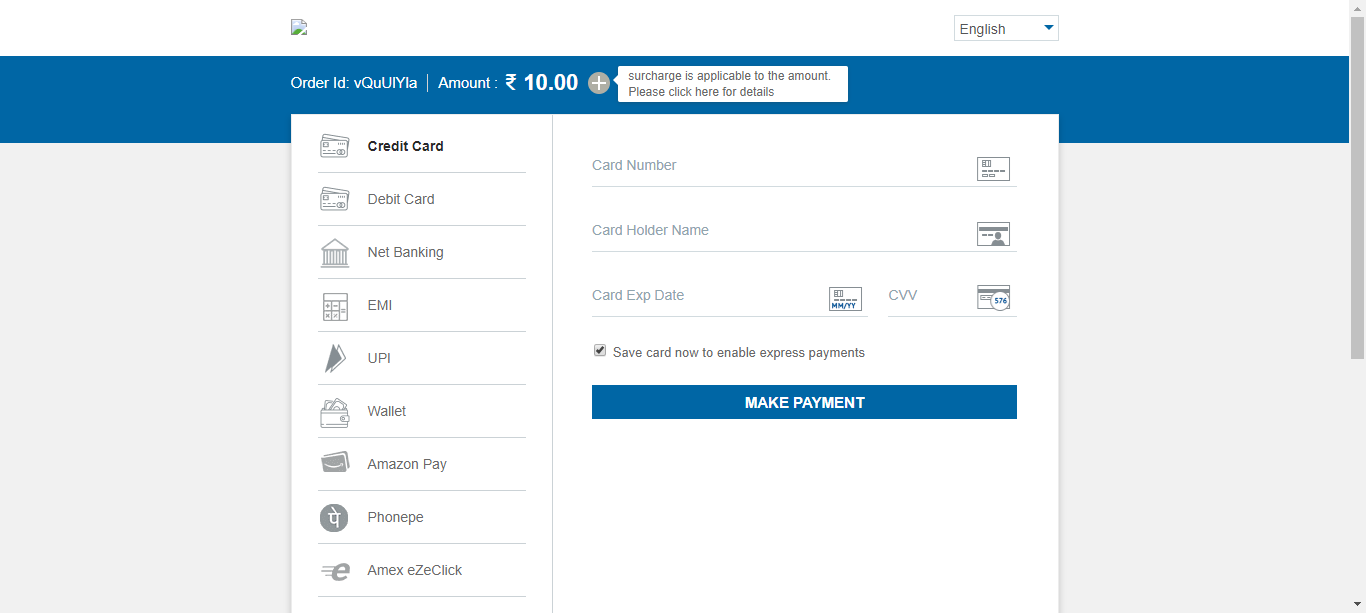 English
Order Id: vQuUlYla
Amount : ₹ 10.00
surcharge is applicable to the amount.
Please click here for details
Credit Card
Debit Card
Net Banking
EMI
UPI
Wallet
Amazon Pay
Phonepe
Amex eZeClick
Card Number
Card Holder Name
Card Exp Date
MM/YY
CVV
576
Save card now to enable express payments
MAKE PAYMENT